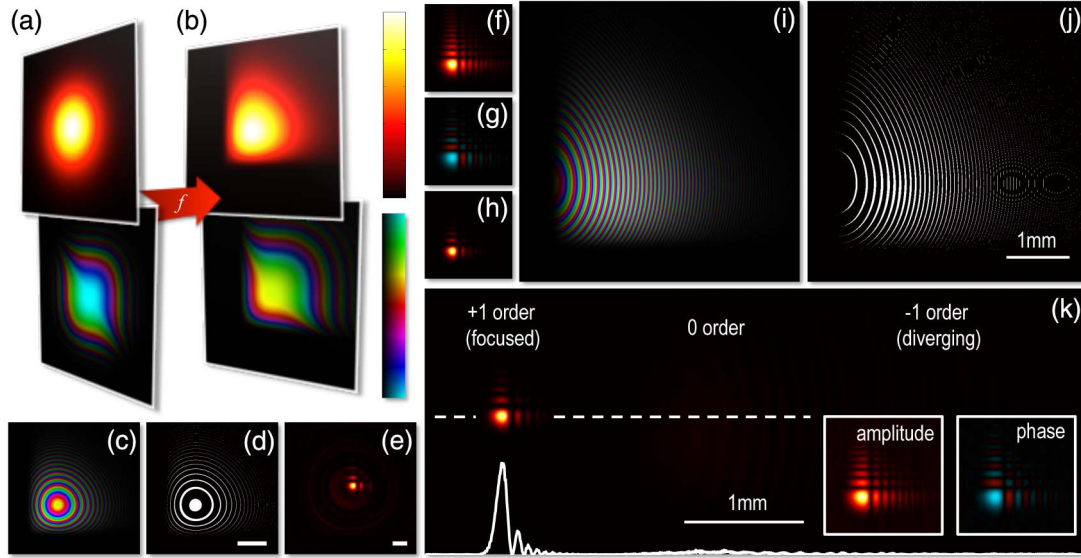 (a)
(b)
f
(c)
(d)
(e)
(f)
(g)
(h)
(i)
(j)
1mm
(k)
+1 order
(focused)
0 order
-1 order
(diverging)
1mm
amplitude
phase